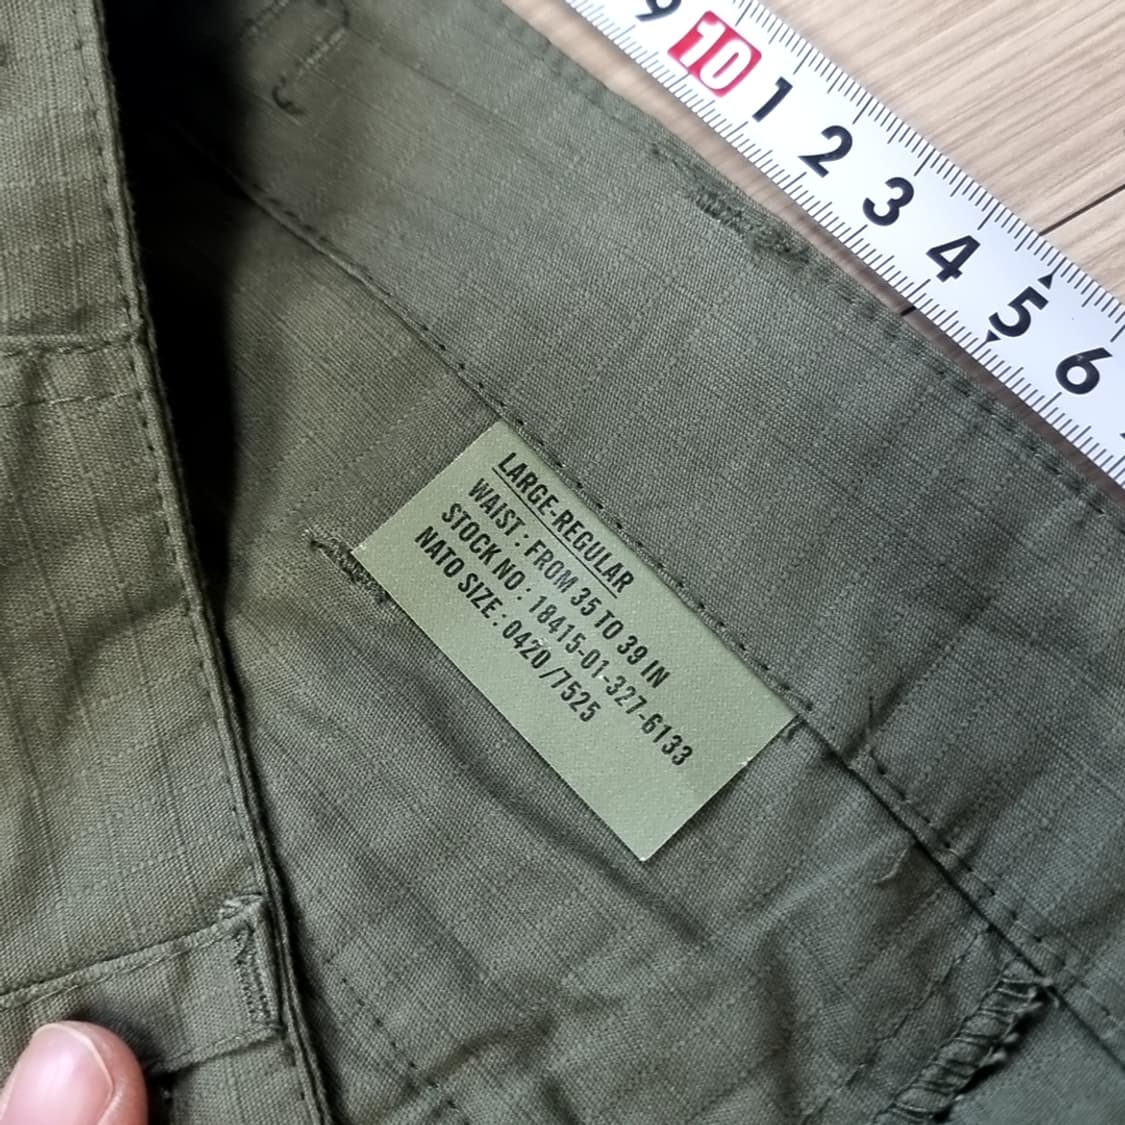 9 10 1 2 3 4 5 6
LARGE-REGULAR
WAIST : FROM 35 TO 39 IN
STOCK NO : 18415-01-327-6133
NATO SIZE : 0420/7525